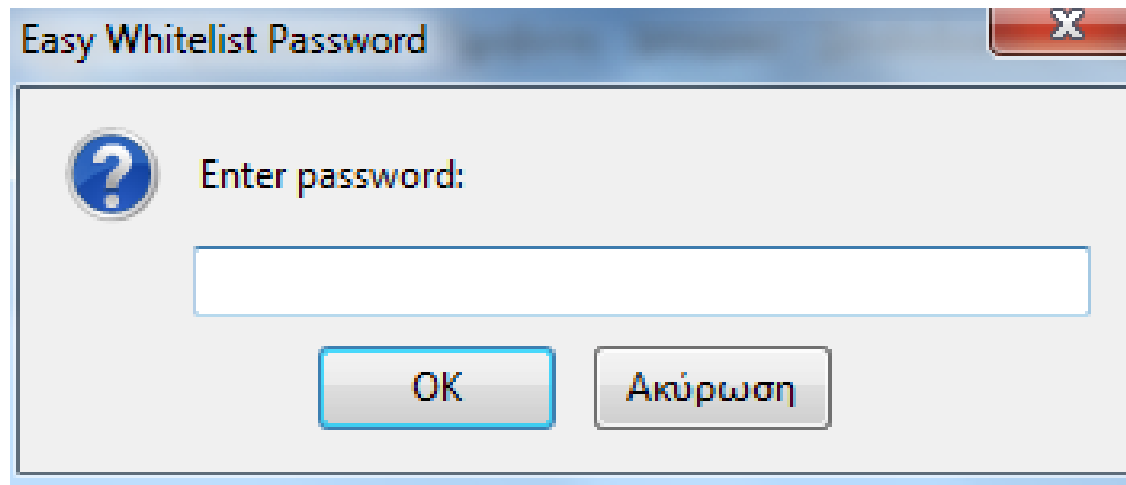 Easy Whitelist Password
Enter password:
OK
Ακύρωση